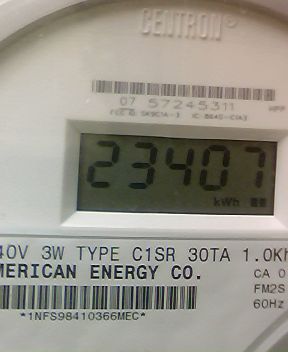 CENTRON®
07 57245311
23407
kWh
40V 3W TYPE C1SR 30TA 1.0Kh
MERICAN ENERGY CO.
CA 0
FM2S
60Hz
*1NFS98410366MEC*